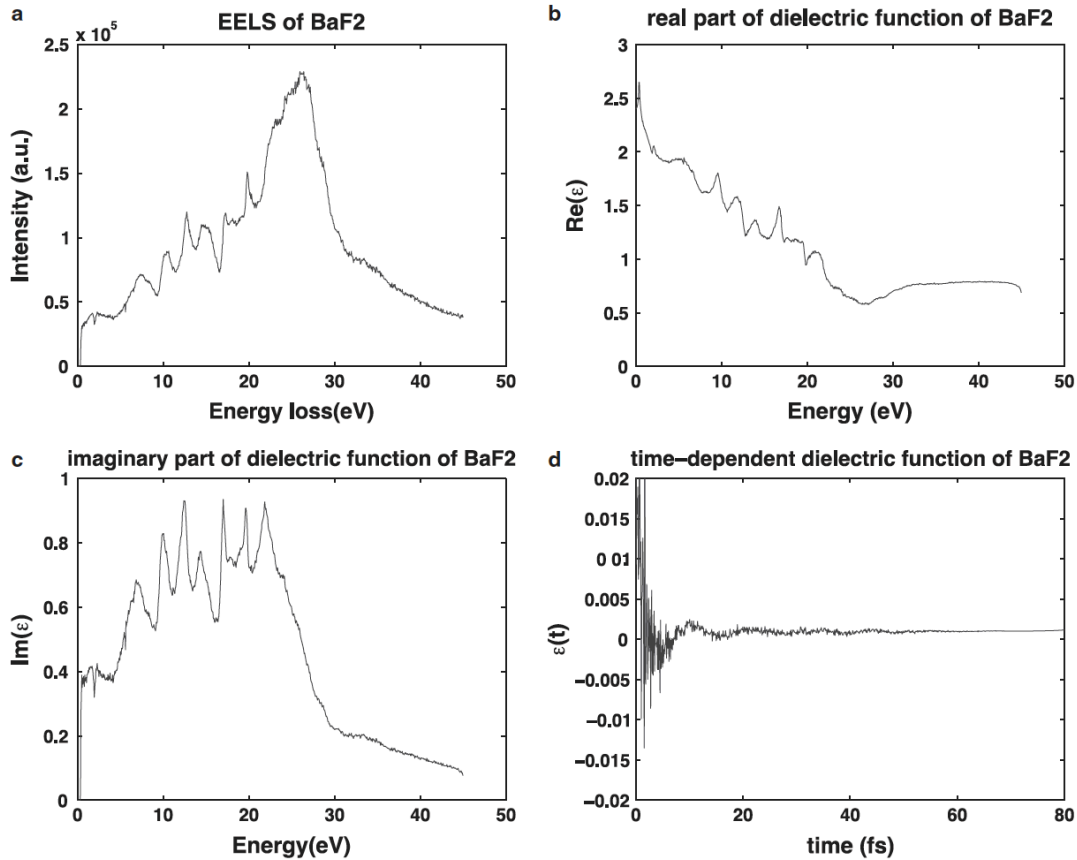 a
EELS of BaF2
× 10⁵
2.5
2
1.5
1
0.5
0
Intensity (a.u.)
0 10 20 30 40 50
Energy loss(eV)
b
real part of dielectric function of BaF2
3
2.5
2
1.5
1
0.5
0
Re(ε)
0 10 20 30 40 50
Energy (eV)
c
imaginary part of dielectric function of BaF2
1
0.8
0.6
0.4
0.2
0
Im(ε)
0 10 20 30 40 50
Energy(eV)
d
time−dependent dielectric function of BaF2
0.02
0.015
0 01
0.005
0
−0.005
−0.01
−0.015
−0.02
ε(t)
0 20 40 60 80
time (fs)